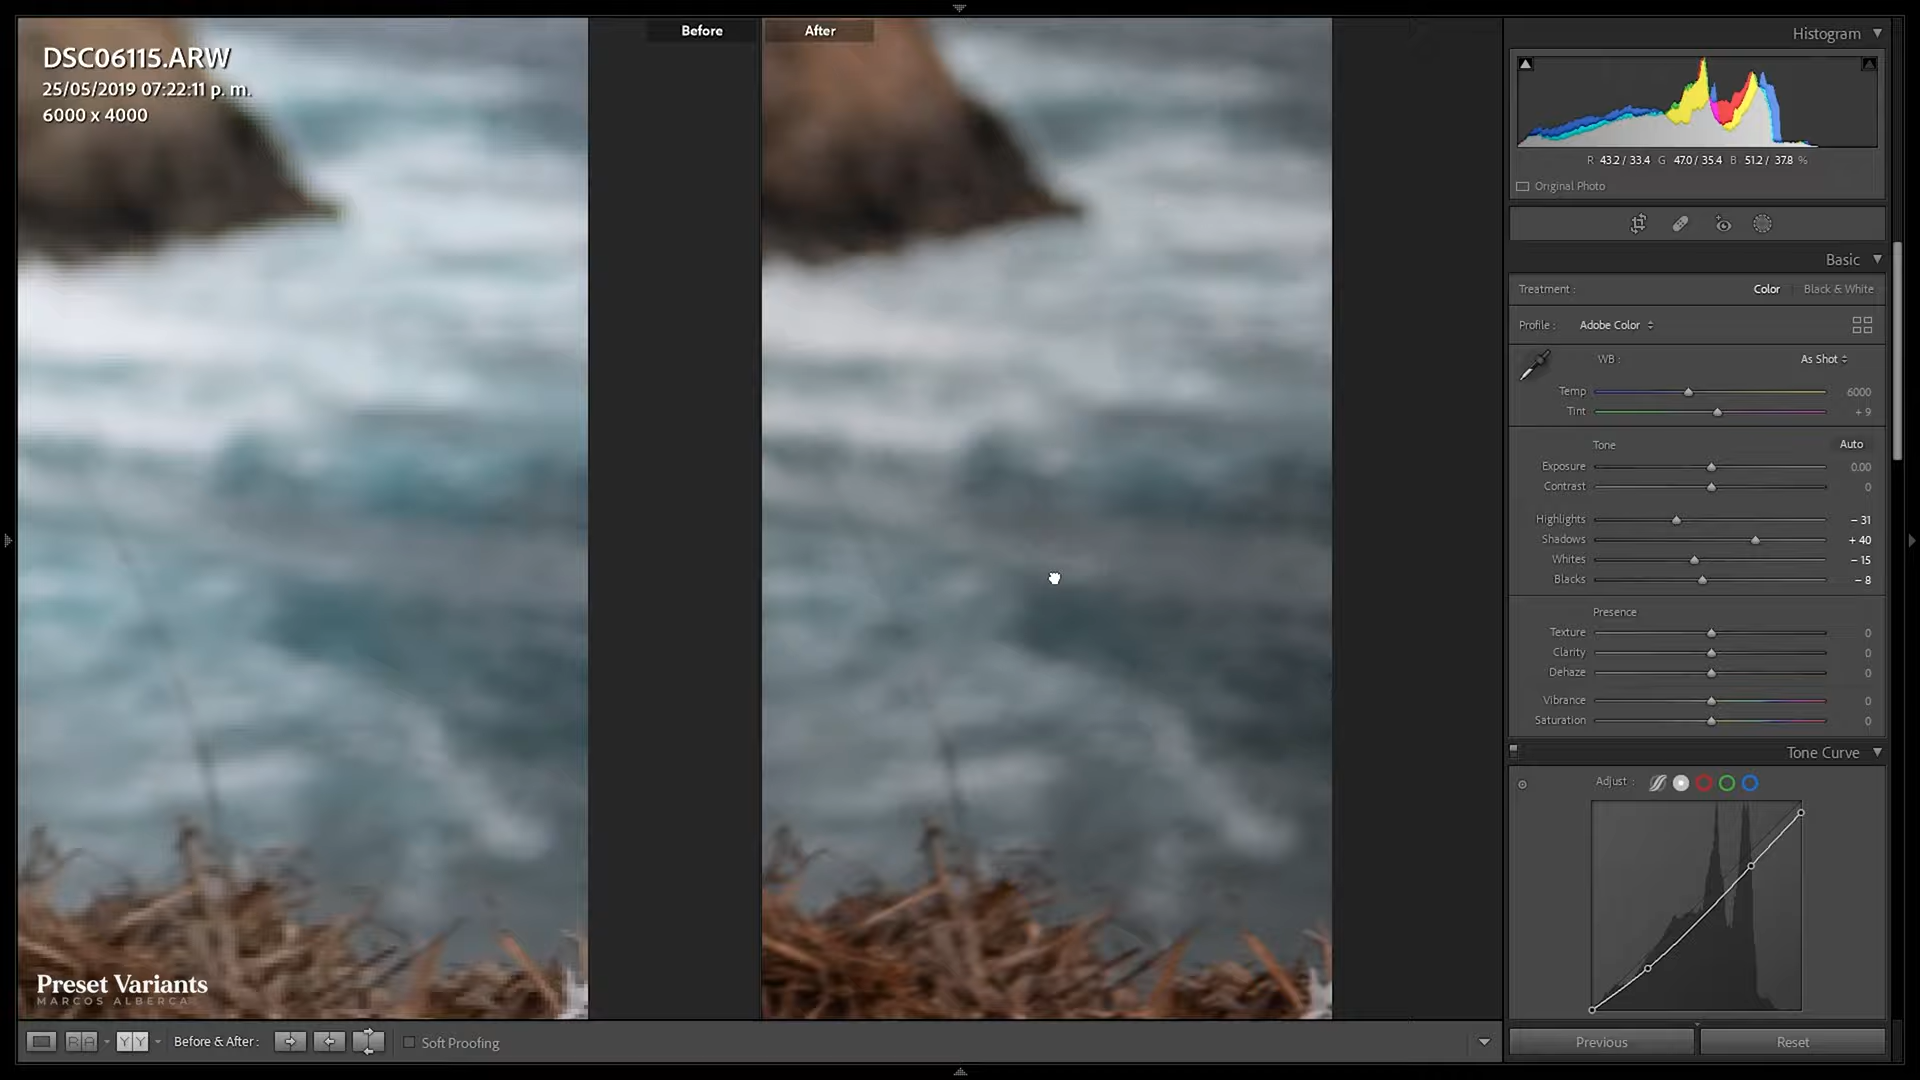 DSC06115.ARW
25/05/2019 07:22:11 p. m.
6000 x 4000
Before
After
Histogram
R 43.2 / 33.4 G 47.0 / 35.4 B 51.2 / 37.8 %
Original Photo
Basic
Treatment :
Color
Black & White
Profile :
Adobe Color
WB :
As Shot
Temp
6000
Tint
+ 9
Tone
Auto
Exposure
0.00
Contrast
0
Highlights
– 31
Shadows
+ 40
Whites
– 15
Blacks
– 8
Presence
Texture
0
Clarity
0
Dehaze
0
Vibrance
0
Saturation
0
Tone Curve
Adjust :
Preset Variants
MARCOS ALBERCA
R A
Y Y
Before & After :
Soft Proofing
Previous
Reset